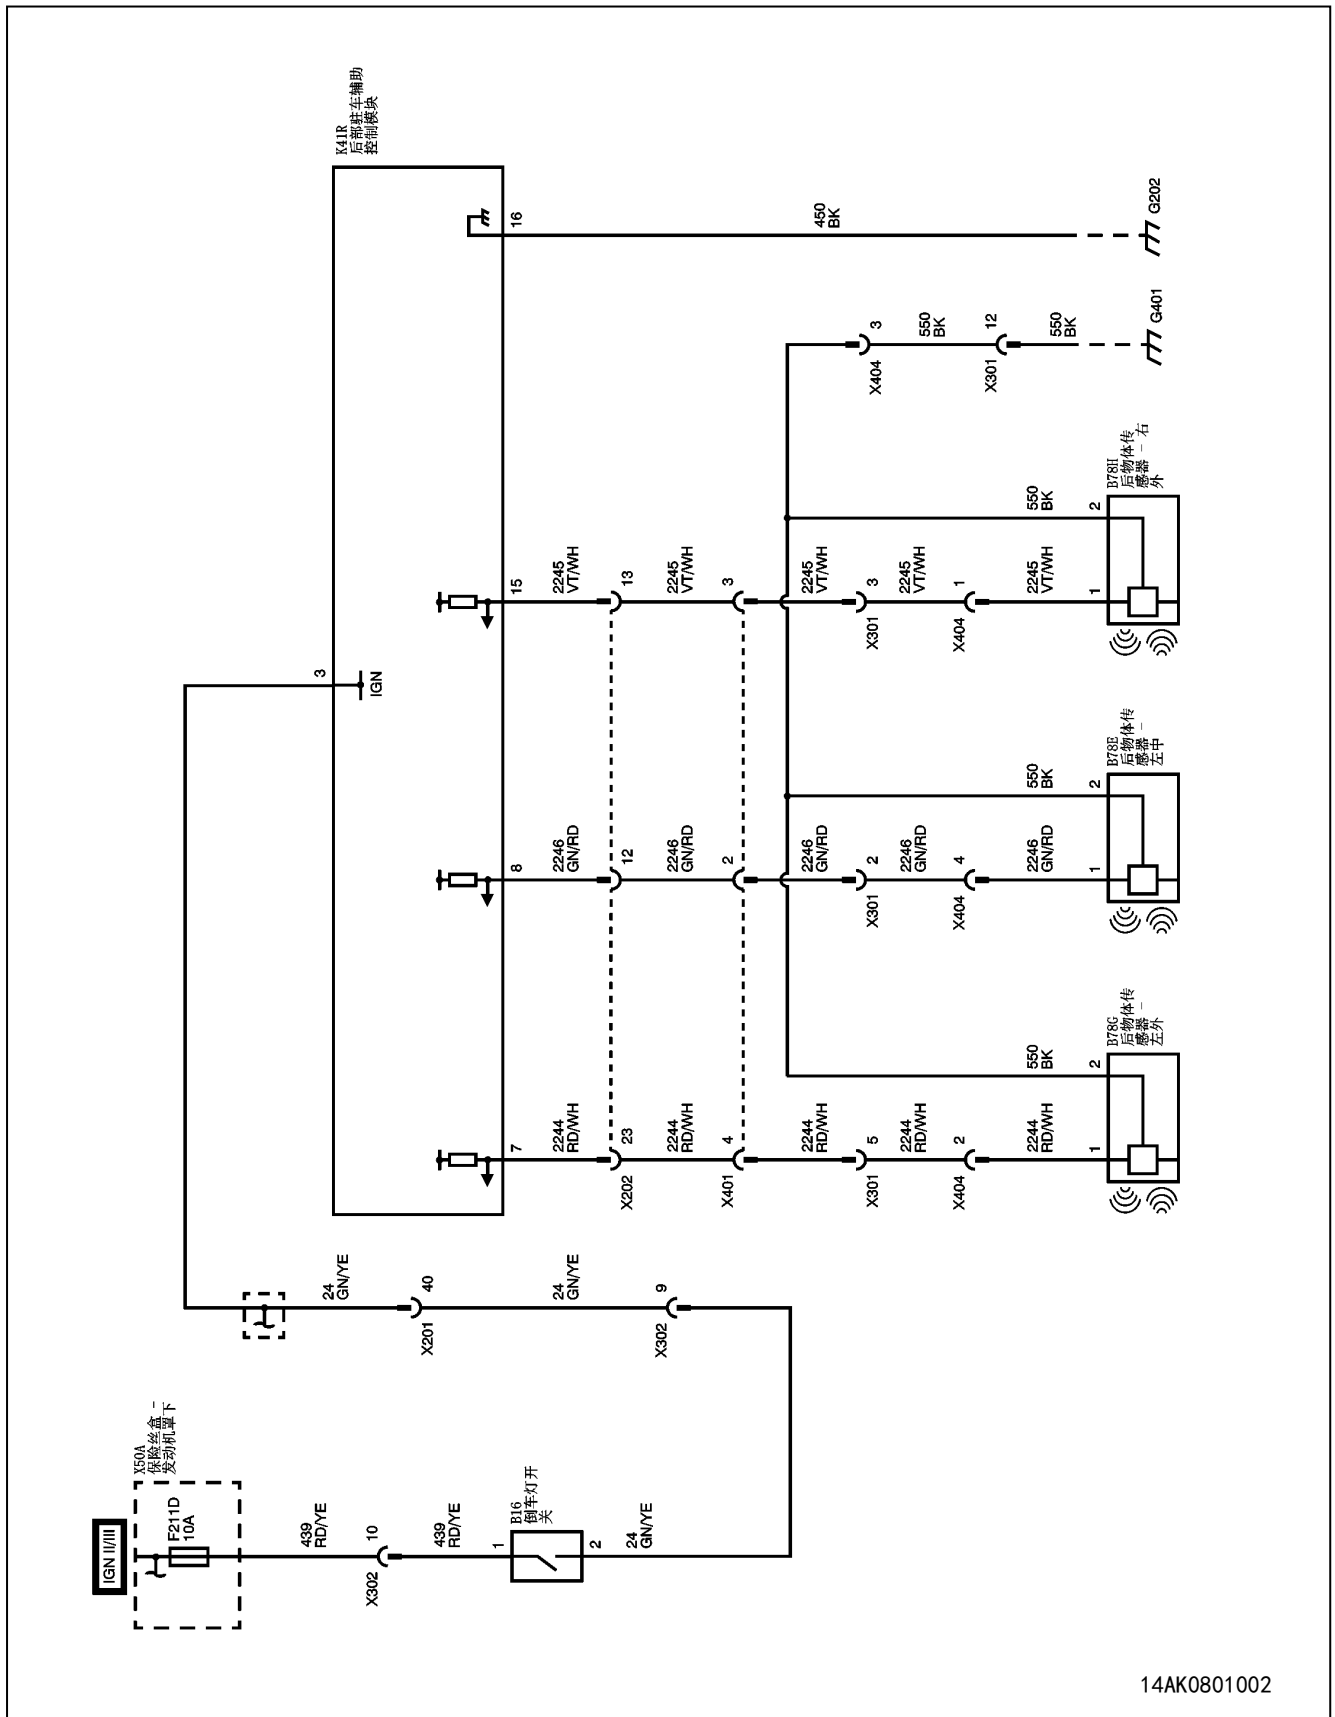 IGN II/III
X50A
保险丝盒 -
发动机罩下
F211D
10A
439
RD/YE
X302
10
439
RD/YE
B16
倒车灯开
关
1
2
24
GN/YE
24
GN/YE
X201
40
24
GN/YE
X302
9
3
IGN
K41R
后部驻车辅助
控制模块
7
8
15
16
2244
RD/WH
2246
GN/RD
2245
VT/WH
X202
23
12
13
2244
RD/WH
2246
GN/RD
2245
VT/WH
X401
4
2
3
2244
RD/WH
2246
GN/RD
2245
VT/WH
450
BK
X301
5
X301
2
X301
3
X404
3
2244
RD/WH
2246
GN/RD
2245
VT/WH
550
BK
X404
2
X404
4
X404
1
X301
12
2244
RD/WH
550
BK
2246
GN/RD
550
BK
2245
VT/WH
550
BK
550
BK
1
2
1
2
1
2
B78G
后物体传
感器 -
左外
B78E
后物体传
感器 -
左中
B78H
后物体传
感器 - 右
外
G401
G202
14AK0801002